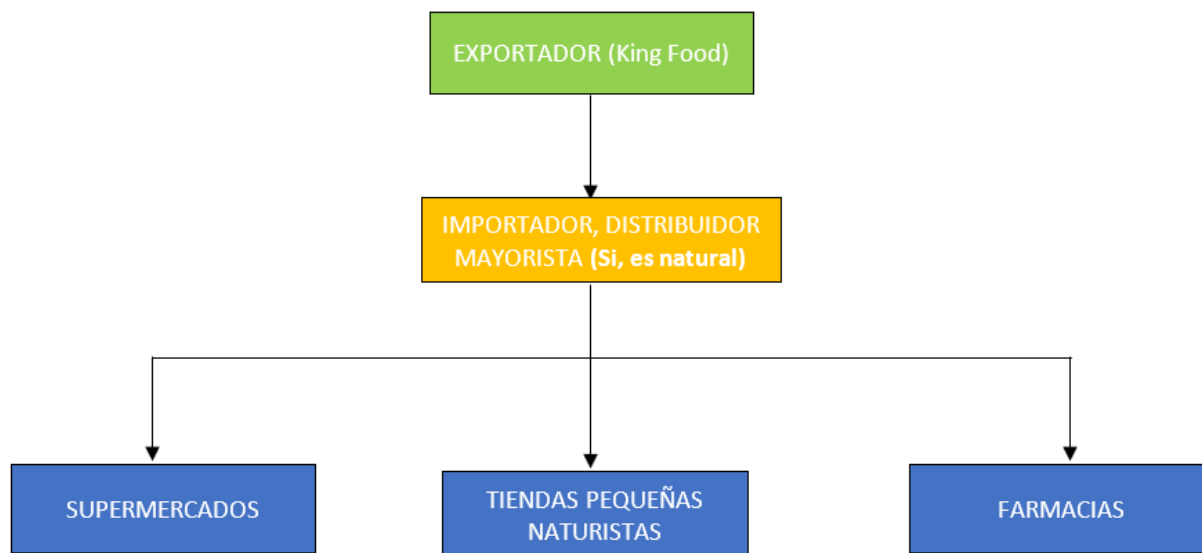 EXPORTADOR (King Food)
IMPORTADOR, DISTRIBUIDOR
MAYORISTA (Si, es natural)
SUPERMERCADOS
TIENDAS PEQUEÑAS
NATURISTAS
FARMACIAS